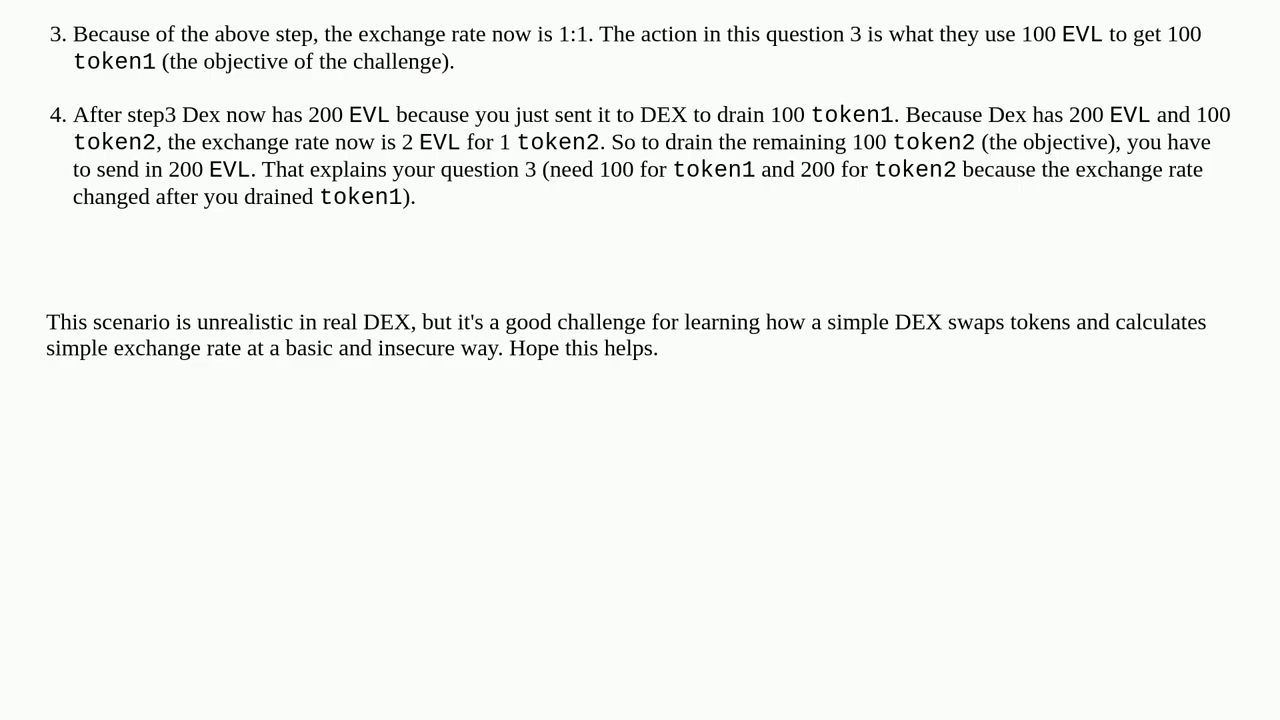 3. Because of the above step, the exchange rate now is 1:1. The action in this question 3 is what they use 100 EVL to get 100
token1 (the objective of the challenge).
4. After step3 Dex now has 200 EVL because you just sent it to DEX to drain 100 token1. Because Dex has 200 EVL and 100
token2, the exchange rate now is 2 EVL for 1 token2. So to drain the remaining 100 token2 (the objective), you have
to send in 200 EVL. That explains your question 3 (need 100 for token1 and 200 for token2 because the exchange rate
changed after you drained token1).
This scenario is unrealistic in real DEX, but it's a good challenge for learning how a simple DEX swaps tokens and calculates
simple exchange rate at a basic and insecure way. Hope this helps.